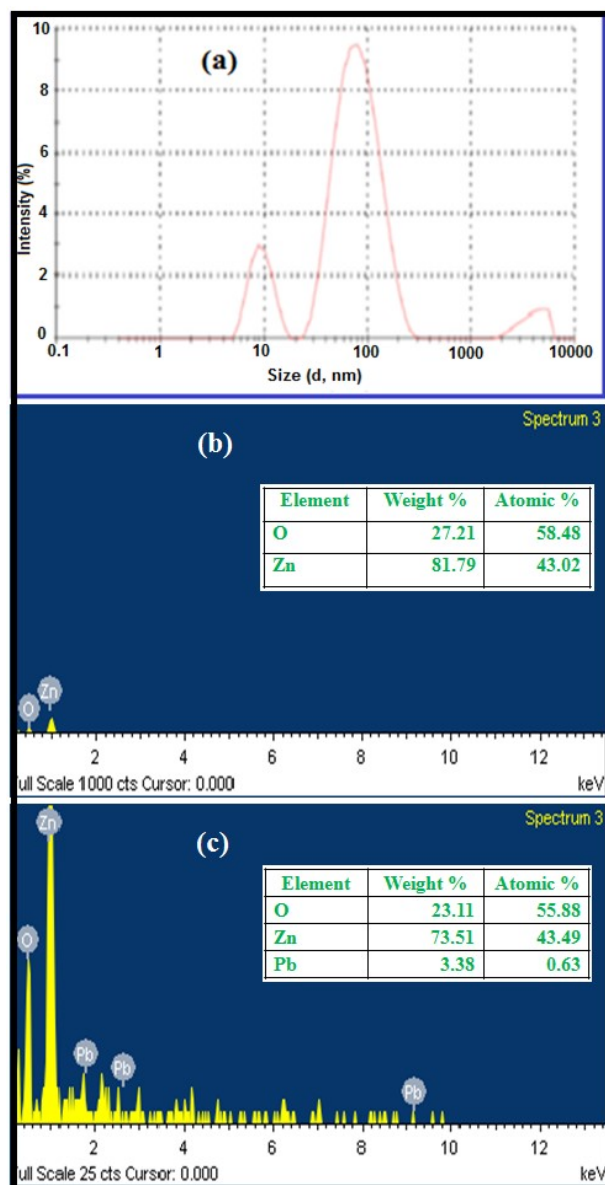 (a)
10
8
6
4
2
0
Intensity (%)
0.1 1 10 100 1000 10000
Size (d, nm)
Spectrum 3
(b)
Element Weight % Atomic %
O 27.21 58.48
Zn 81.79 43.02
O Zn
2 4 6 8 10 12
ull Scale 1000 cts Cursor: 0.000 keV
Spectrum 3
(c)
Zn
Element Weight % Atomic %
O 23.11 55.88
Zn 73.51 43.49
Pb 3.38 0.63
O
Pb Pb Pb
2 4 6 8 10 12
ull Scale 25 cts Cursor: 0.000 keV